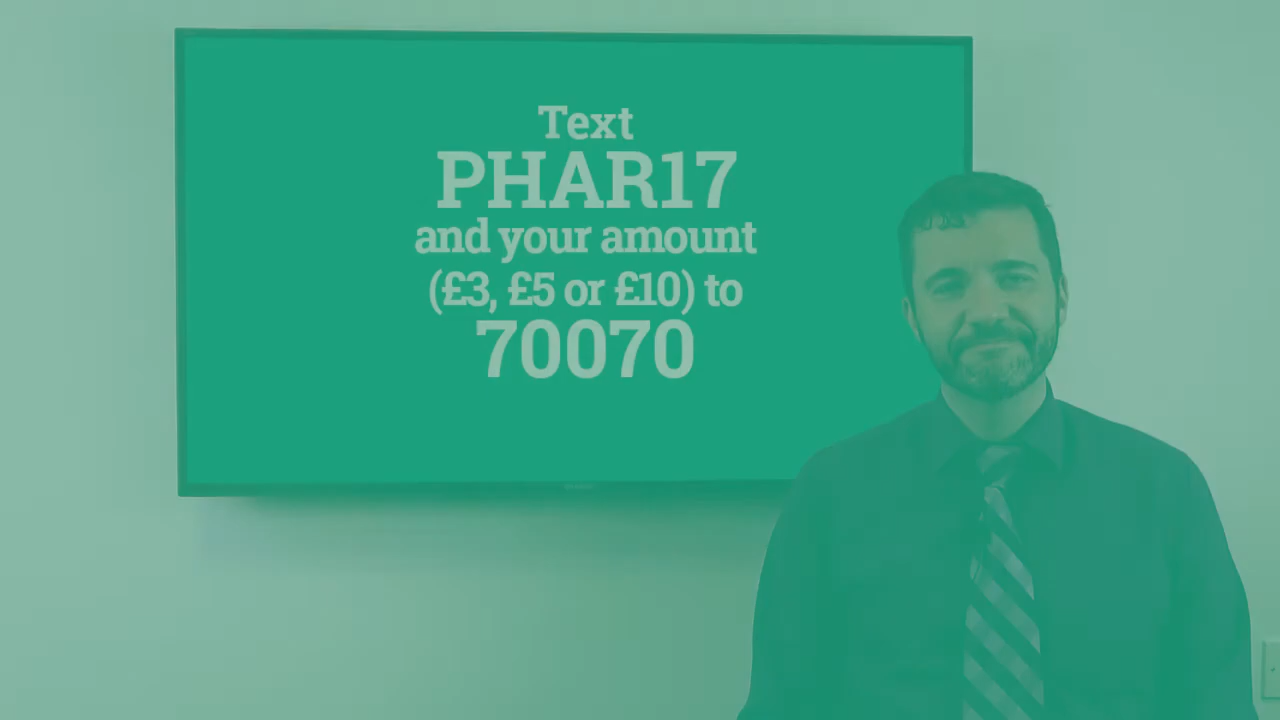 Text
PHAR17
and your amount
(£3, £5 or £10) to
70070